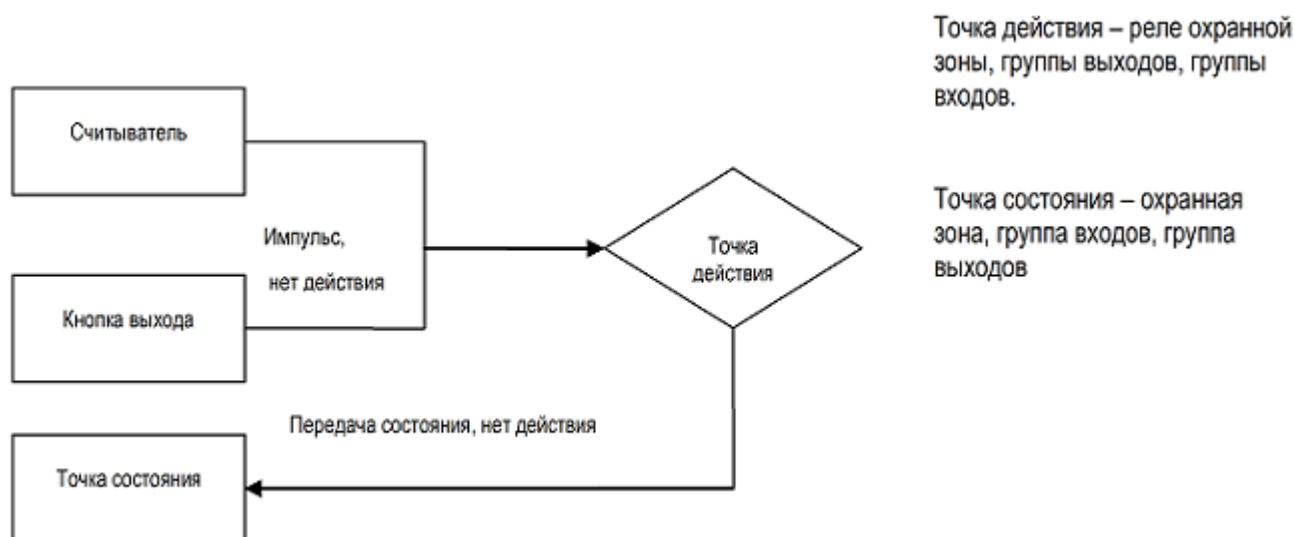 Точка действия – реле охранной
зоны, группы выходов, группы
входов.
Считыватель
Точка состояния – охранная
зона, группа входов, группа
выходов
Импульс,
нет действия
Точка
действия
Кнопка выхода
Передача состояния, нет действия
Точка состояния